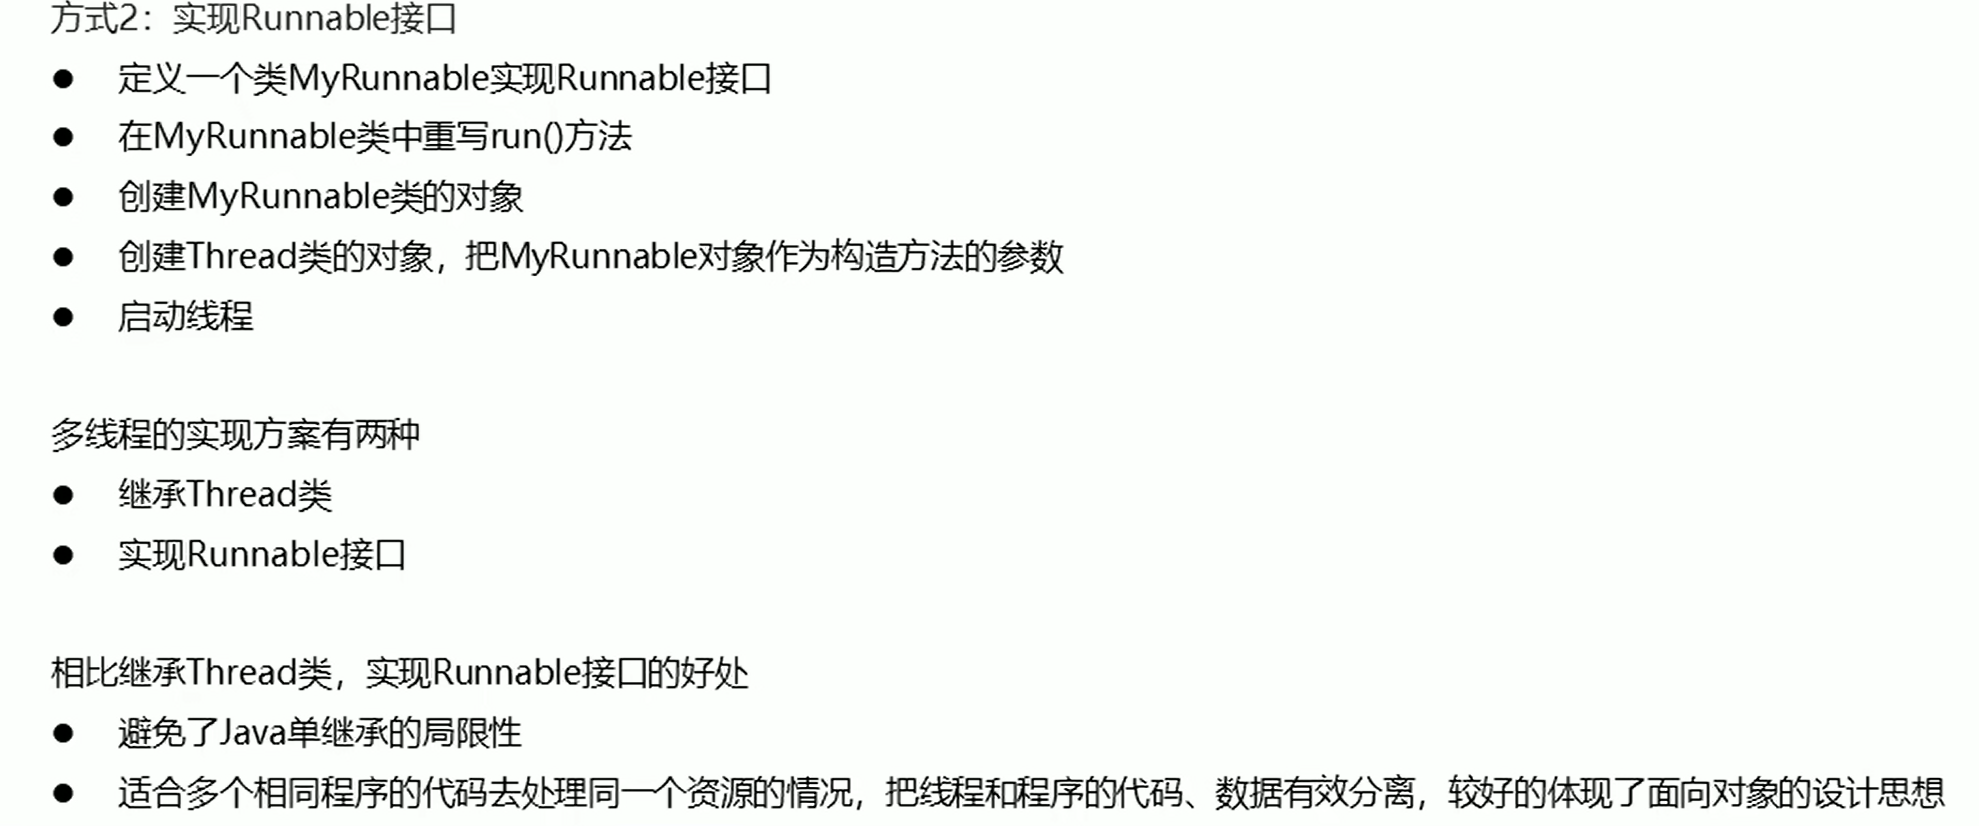 方式2：实现Runnable接口
● 定义一个类MyRunnable实现Runnable接口
● 在MyRunnable类中重写run()方法
● 创建MyRunnable类的对象
● 创建Thread类的对象，把MyRunnable对象作为构造方法的参数
● 启动线程
多线程的实现方案有两种
● 继承Thread类
● 实现Runnable接口
相比继承Thread类，实现Runnable接口的好处
● 避免了Java单继承的局限性
● 适合多个相同程序的代码去处理同一个资源的情况，把线程和程序的代码、数据有效分离，较好的体现了面向对象的设计思想